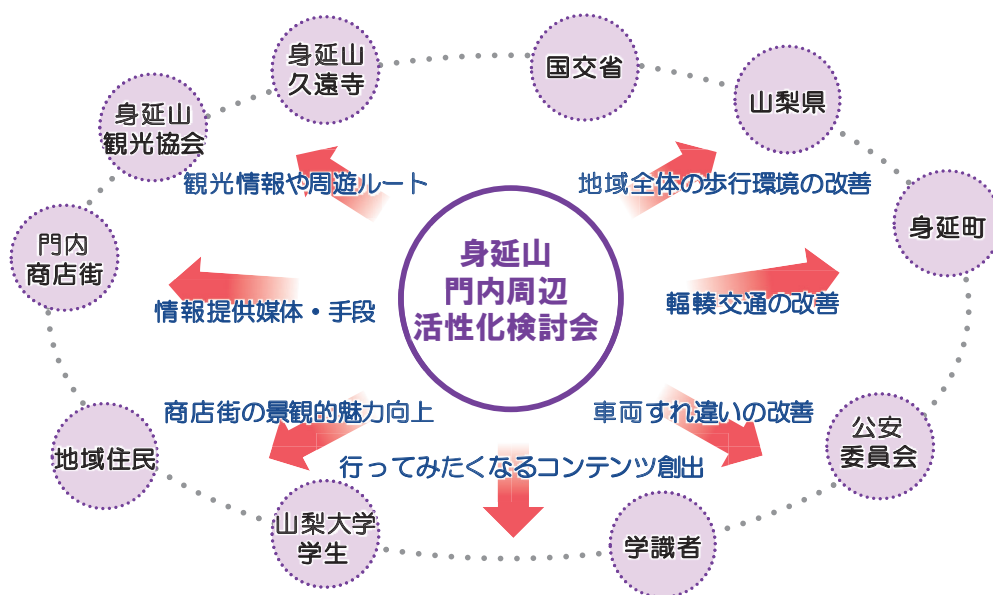 身延山
久遠寺
国交省
山梨県
身延山
観光協会
観光情報や周遊ルート
地域全体の歩行環境の改善
身延町
門内
商店街
身延山
門内周辺
活性化検討会
情報提供媒体・手段
輻輳交通の改善
商店街の景観的魅力向上
車両すれ違いの改善
公安
委員会
地域住民
行ってみたくなるコンテンツ創出
山梨大学
学生
学識者